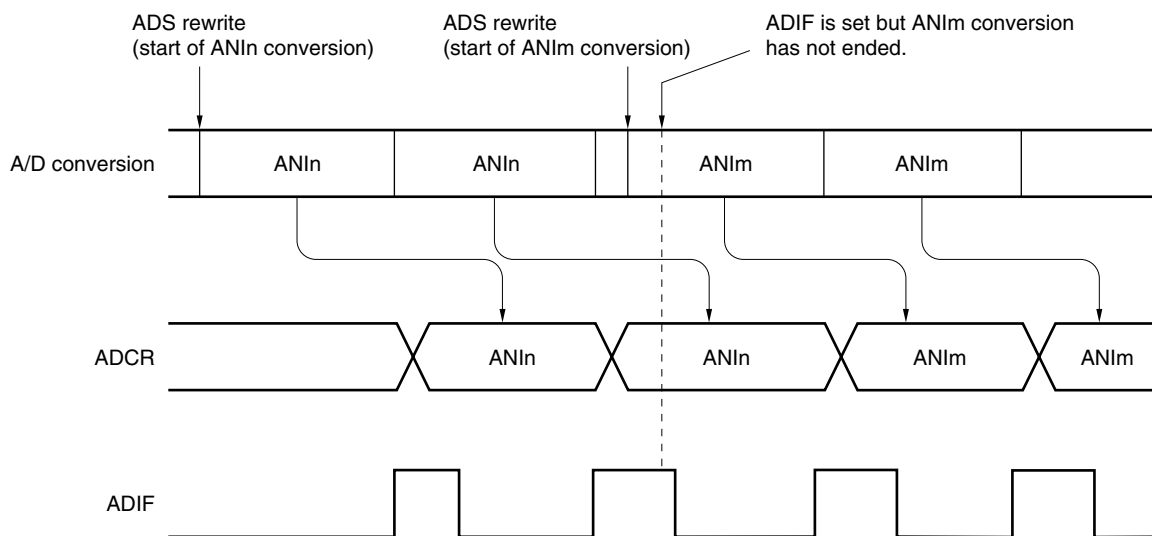 ADS rewrite
(start of ANIn conversion)
ADS rewrite
(start of ANIm conversion)
ADIF is set but ANIm conversion
has not ended.
A/D conversion
ANIn
ANIn
ANIm
ANIm
ADCR
ANIn
ANIn
ANIm
ANIm
ADIF